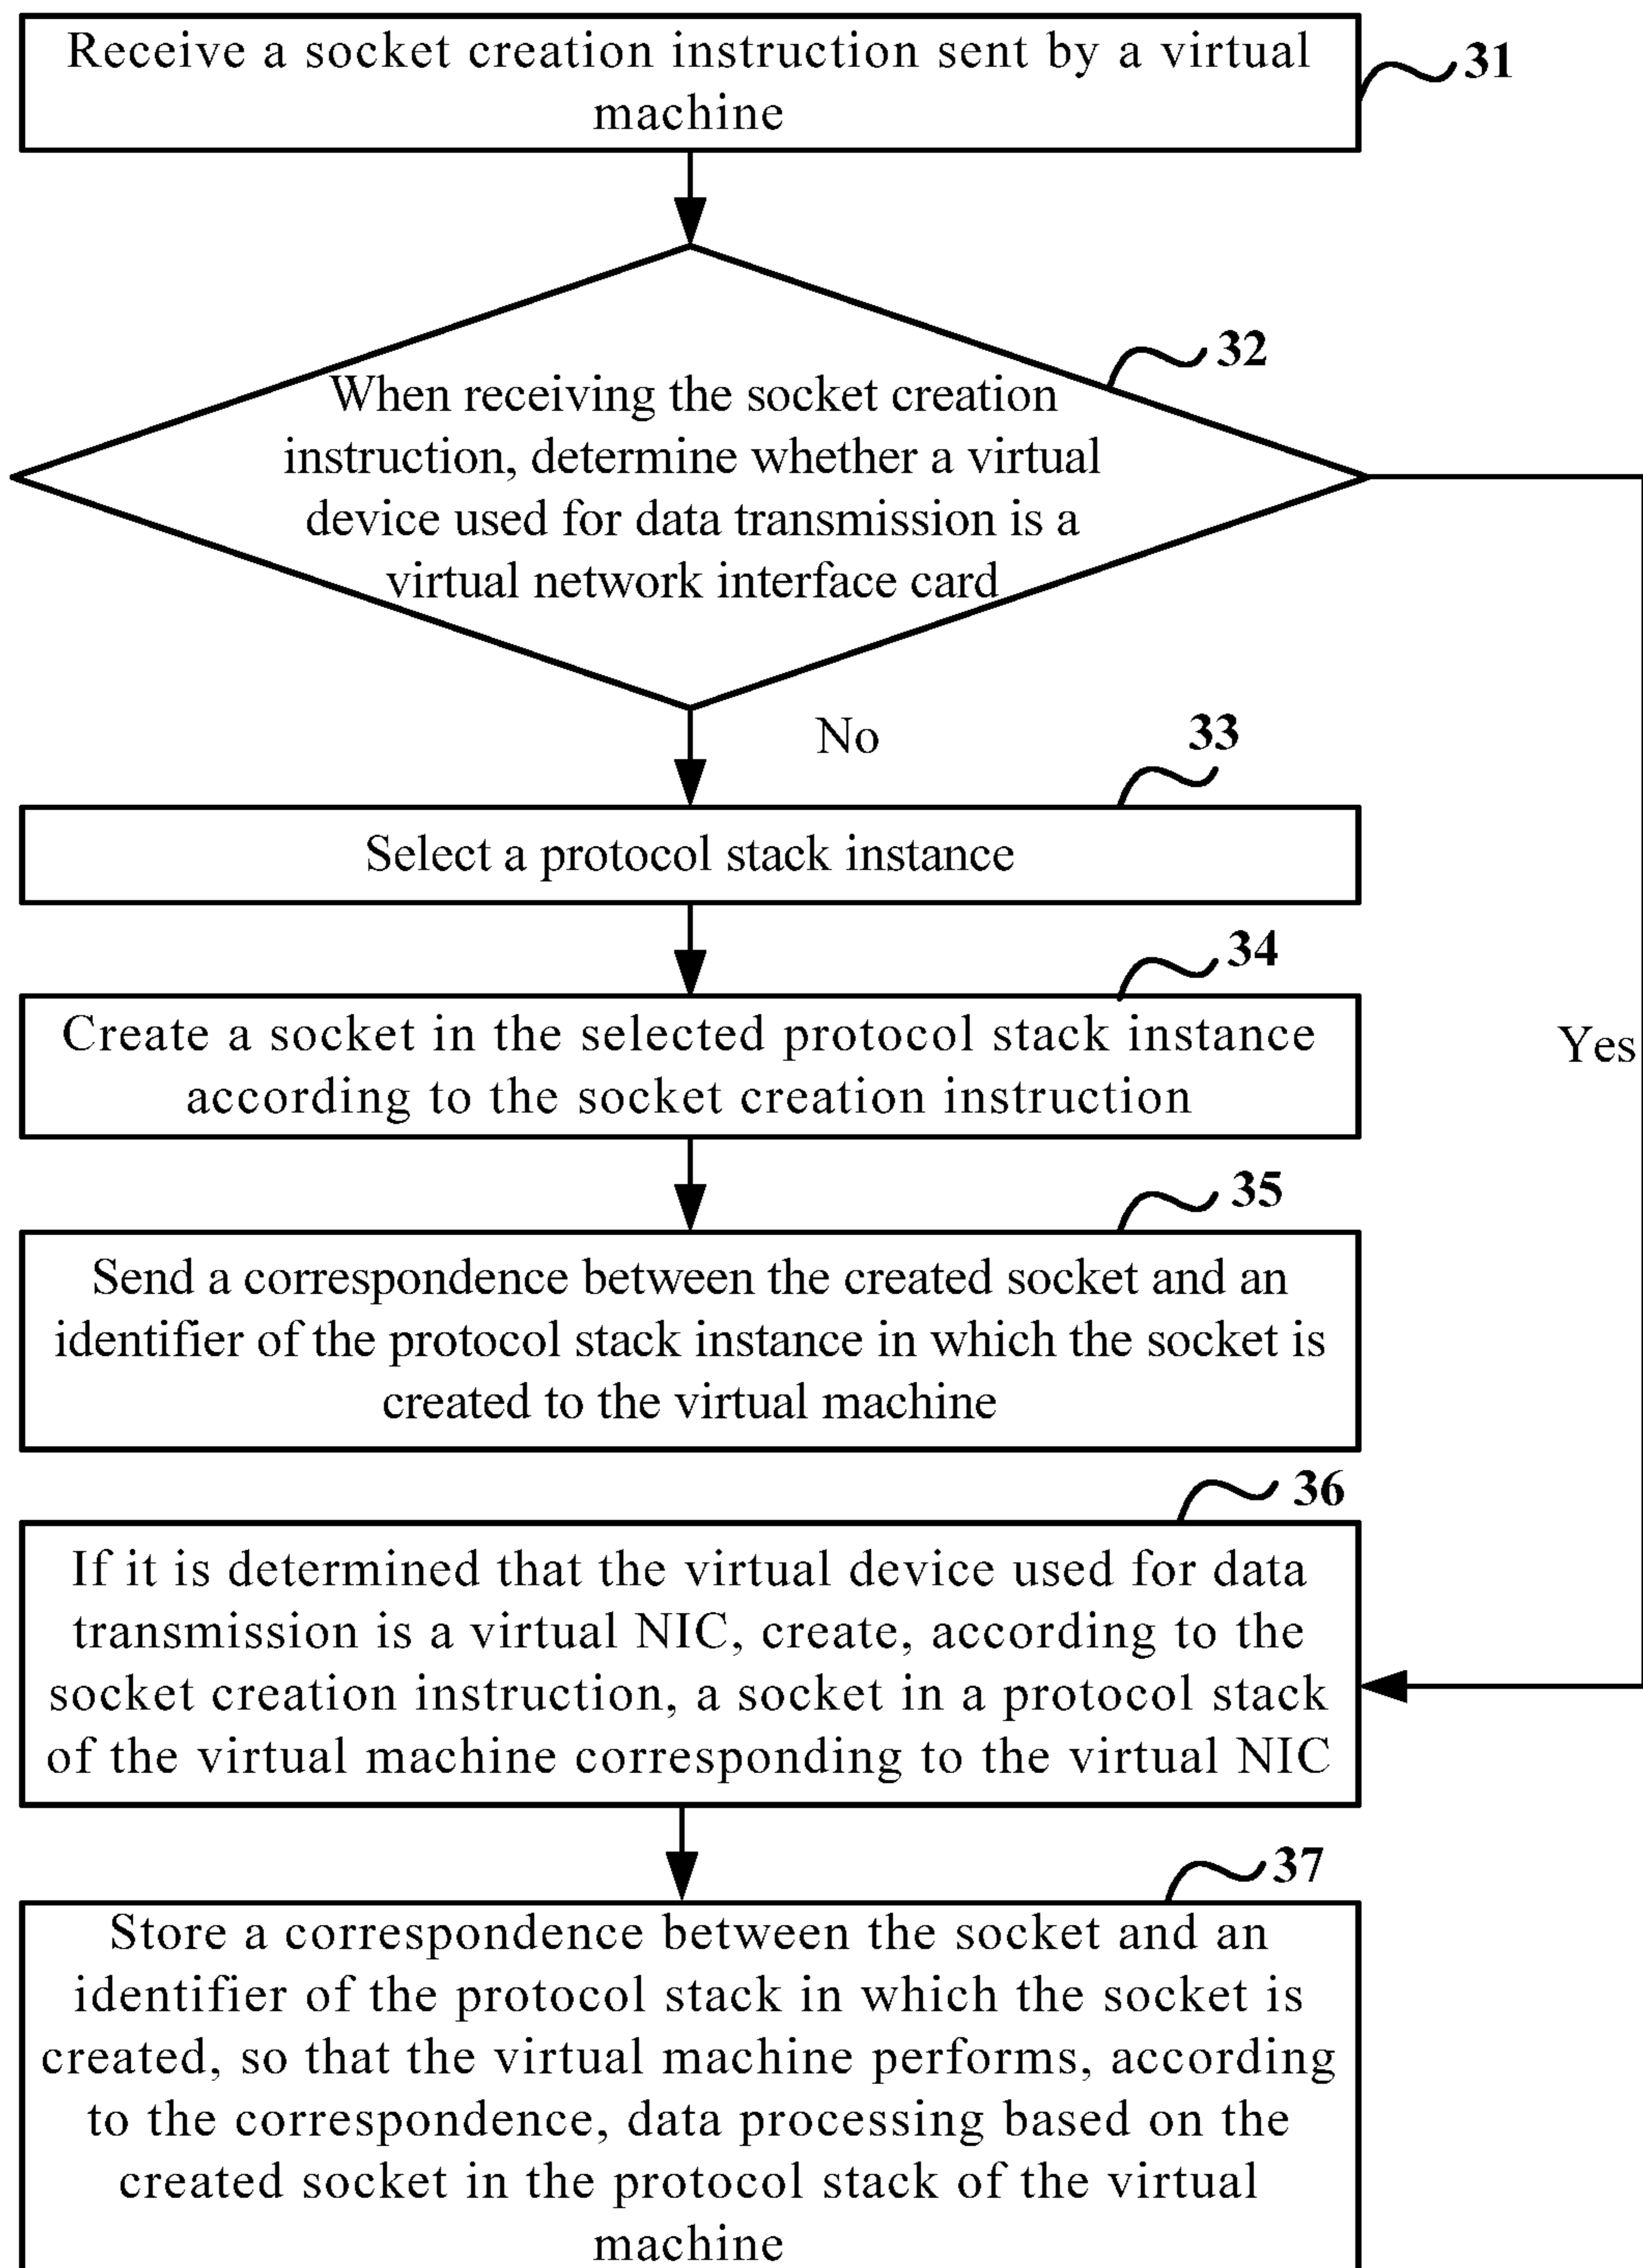 Receive a socket creation instruction sent by a virtual
machine
31
32
When receiving the socket creation
instruction, determine whether a virtual
device used for data transmission is a
virtual network interface card
No
33
Select a protocol stack instance
34
Create a socket in the selected protocol stack instance
according to the socket creation instruction
Yes
35
Send a correspondence between the created socket and an
identifier of the protocol stack instance in which the socket is
created to the virtual machine
36
If it is determined that the virtual device used for data
transmission is a virtual NIC, create, according to the
socket creation instruction, a socket in a protocol stack
of the virtual machine corresponding to the virtual NIC
37
Store a correspondence between the socket and an
identifier of the protocol stack in which the socket is
created, so that the virtual machine performs, according
to the correspondence, data processing based on the
created socket in the protocol stack of the virtual
machine